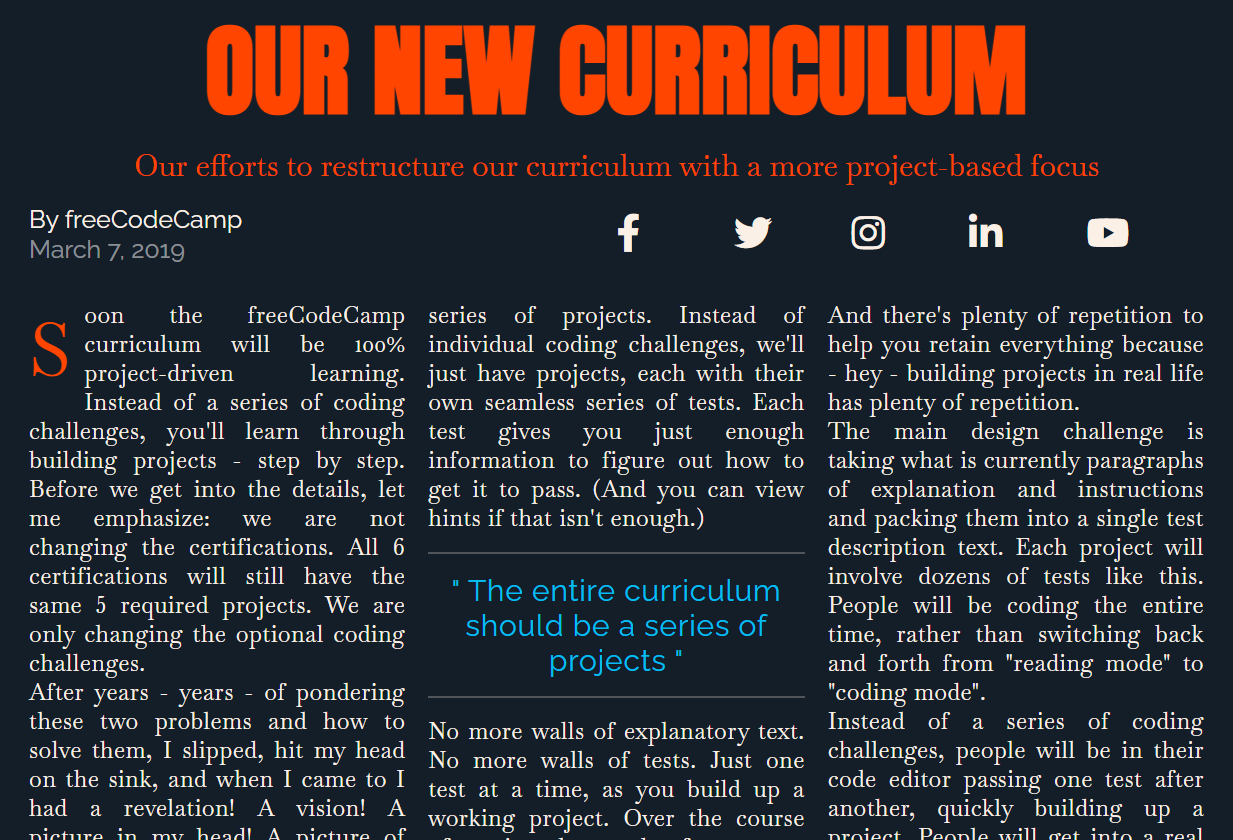 OUR NEW CURRICULUM
Our efforts to restructure our curriculum with a more project-based focus
By freeCodeCamp
March 7, 2019
Soon the freeCodeCamp
curriculum will be 100%
project-driven learning.
Instead of a series of coding
challenges, you'll learn through
building projects - step by step.
Before we get into the details, let
me emphasize: we are not
changing the certifications. All 6
certifications will still have the
same 5 required projects. We are
only changing the optional coding
challenges.
After years - years - of pondering
these two problems and how to
solve them, I slipped, hit my head
on the sink, and when I came to I
had a revelation! A vision! A
picture in my head! A picture of
series of projects. Instead of
individual coding challenges, we'll
just have projects, each with their
own seamless series of tests. Each
test gives you just enough
information to figure out how to
get it to pass. (And you can view
hints if that isn't enough.)
" The entire curriculum
should be a series of
projects "
No more walls of explanatory text.
No more walls of tests. Just one
test at a time, as you build up a
working project. Over the course
And there's plenty of repetition to
help you retain everything because
- hey - building projects in real life
has plenty of repetition.
The main design challenge is
taking what is currently paragraphs
of explanation and instructions
and packing them into a single test
description text. Each project will
involve dozens of tests like this.
People will be coding the entire
time, rather than switching back
and forth from "reading mode" to
"coding mode".
Instead of a series of coding
challenges, people will be in their
code editor passing one test after
another, quickly building up a
project. People will get into a real